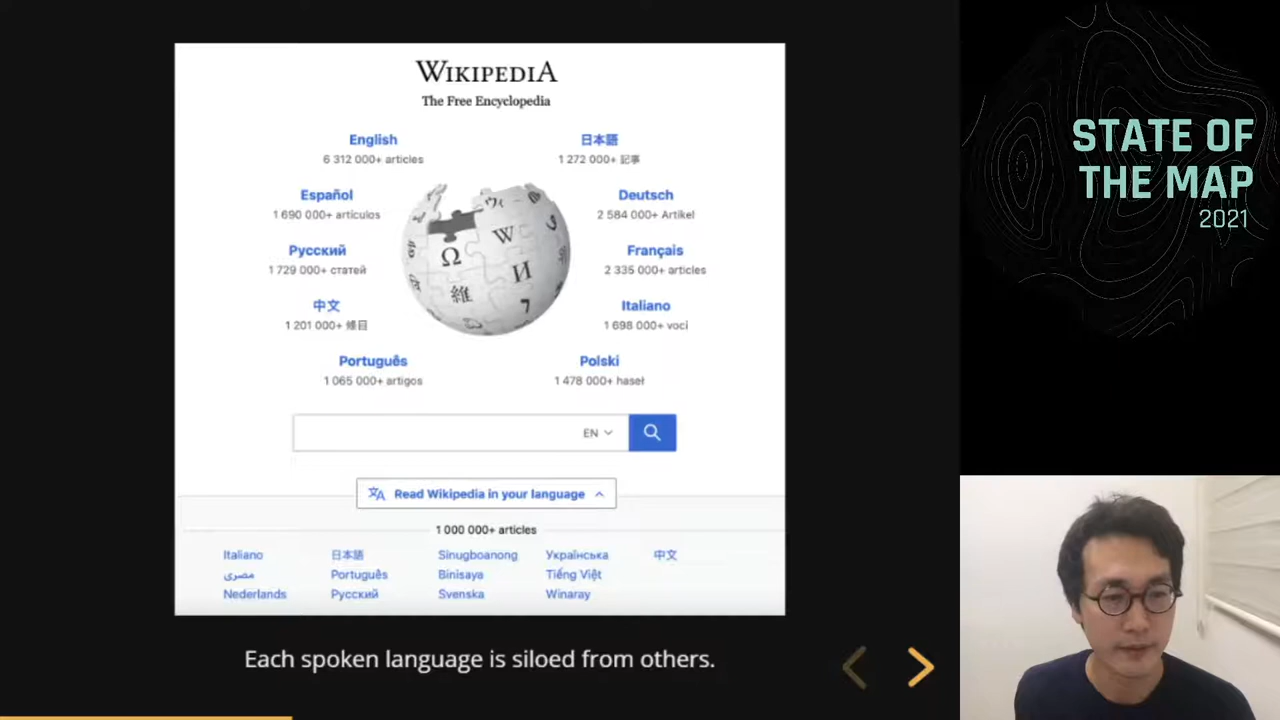 WIKIPEDIA
The Free Encyclopedia
English
6 312 000+ articles
日本語
1 272 000+ 記事
Español
1 690 000+ artículos
Deutsch
2 584 000+ Artikel
Русский
1 729 000+ статей
Français
2 335 000+ articles
中文
1 201 000+ 條目
Italiano
1 698 000+ voci
Português
1 065 000+ artigos
Polski
1 478 000+ haseł
Ω
W
И
維
EN
Read Wikipedia in your language
1 000 000+ articles
Italiano
日本語
Sinugboanong
Українська
中文
مصرى
Português
Binisaya
Tiếng Việt
Nederlands
Русский
Svenska
Winaray
Each spoken language is siloed from others.
STATE OF
THE MAP
2021